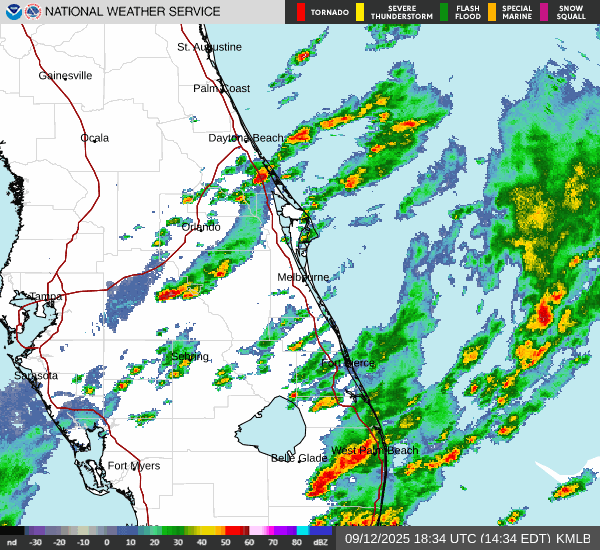 NATIONAL WEATHER SERVICE
TORNADO
SEVERE THUNDERSTORM
FLASH FLOOD
SPECIAL MARINE
SNOW SQUALL
St. Augustine
Gainesville
Palm Coast
Ocala
Daytona Beach
Orlando
Melbourne
Tampa
Sebring
Fort Pierce
Sarasota
West Palm Beach
Belle Glade
Fort Myers
nd -30 -20 -10 0 10 20 30 40 50 60 70 80 dBZ
09/12/2025 18:34 UTC (14:34 EDT) KMLB